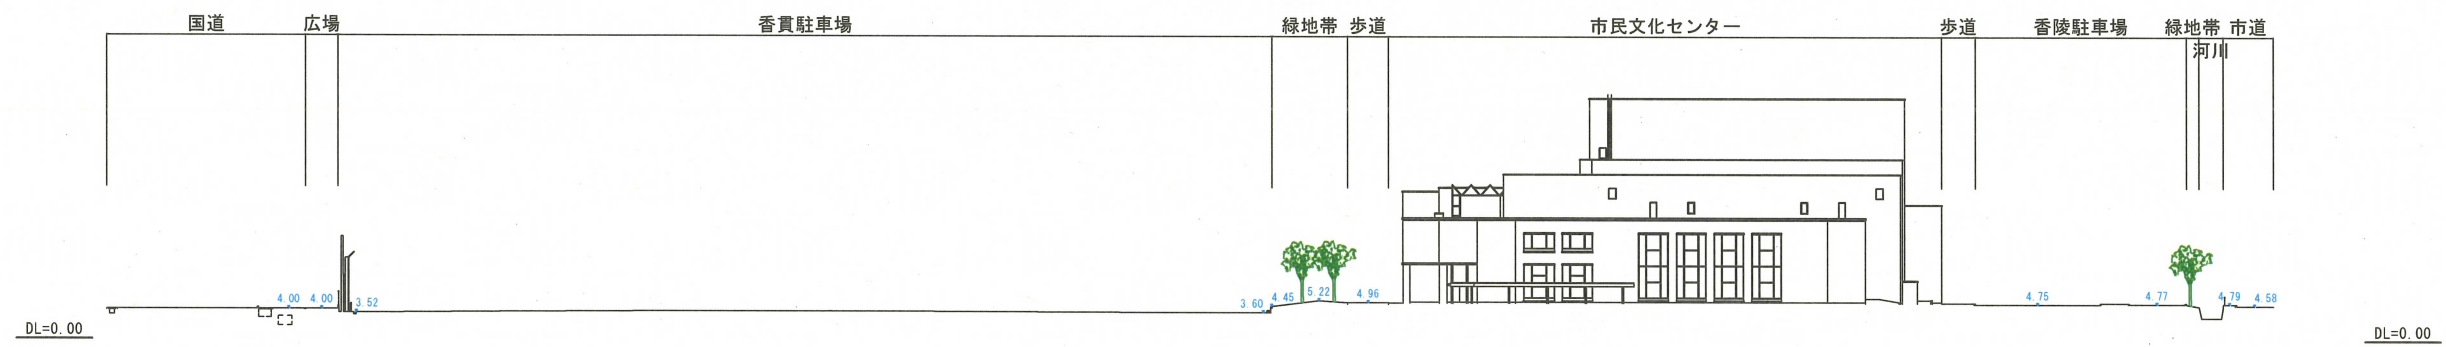 国道 広場 香貫駐車場 緑地帯 歩道 市民文化センター 歩道 香陵駐車場 緑地帯 市道
河川
4.00 4.00 3.52 3.60 4.45 5.22 4.96 4.75 4.77 4.79 4.58
DL=0.00 DL=0.00